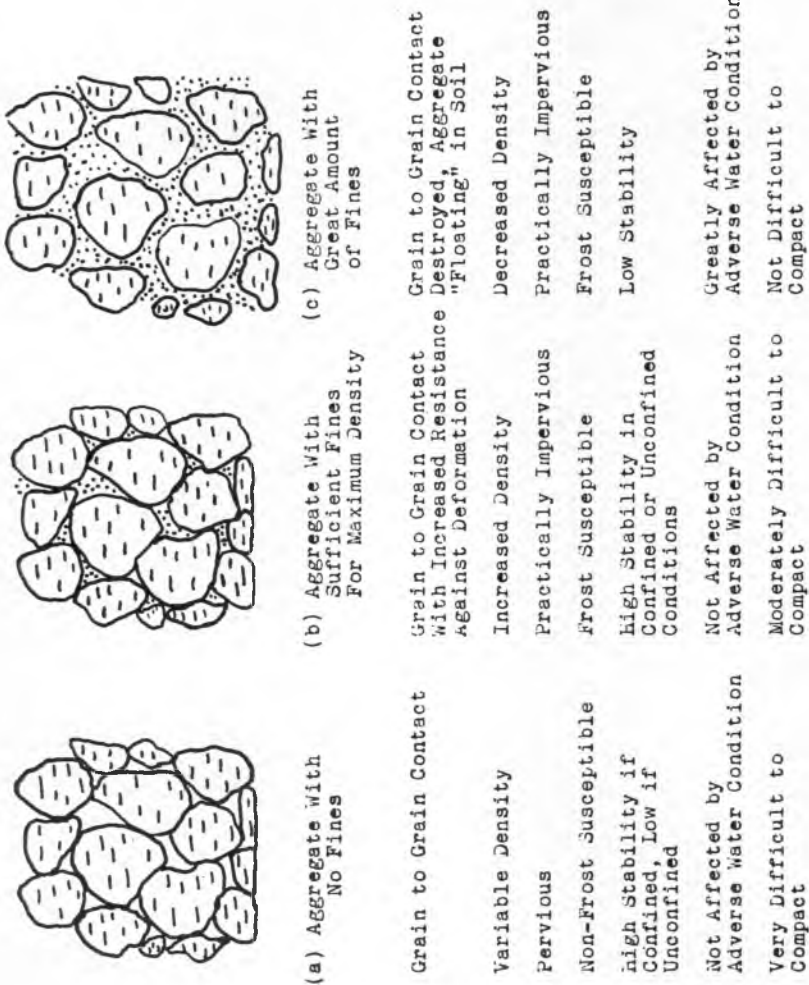 (a) Aggregate With
No Fines
Grain to Grain Contact
Variable Density
Pervious
Non-Frost Susceptible
High Stability if
Confined, Low if
Unconfined
Not Affected by
Adverse Water Condition
Very Difficult to
Compact
(b) Aggregate With
Sufficient Fines
For Maximum Density
Grain to Grain Contact
With Increased Resistance
Against Deformation
Increased Density
Practically Impervious
Frost Susceptible
High Stability in
Confined or Unconfined
Conditions
Not Affected by
Adverse Water Condition
Moderately Difficult to
Compact
(c) Aggregate With
Great Amount
of Fines
Grain to Grain Contact
Destroyed, Aggregate
"Floating" in Soil
Decreased Density
Practically Impervious
Frost Susceptible
Low Stability
Greatly Affected by
Adverse Water Condition
Not Difficult to
Compact